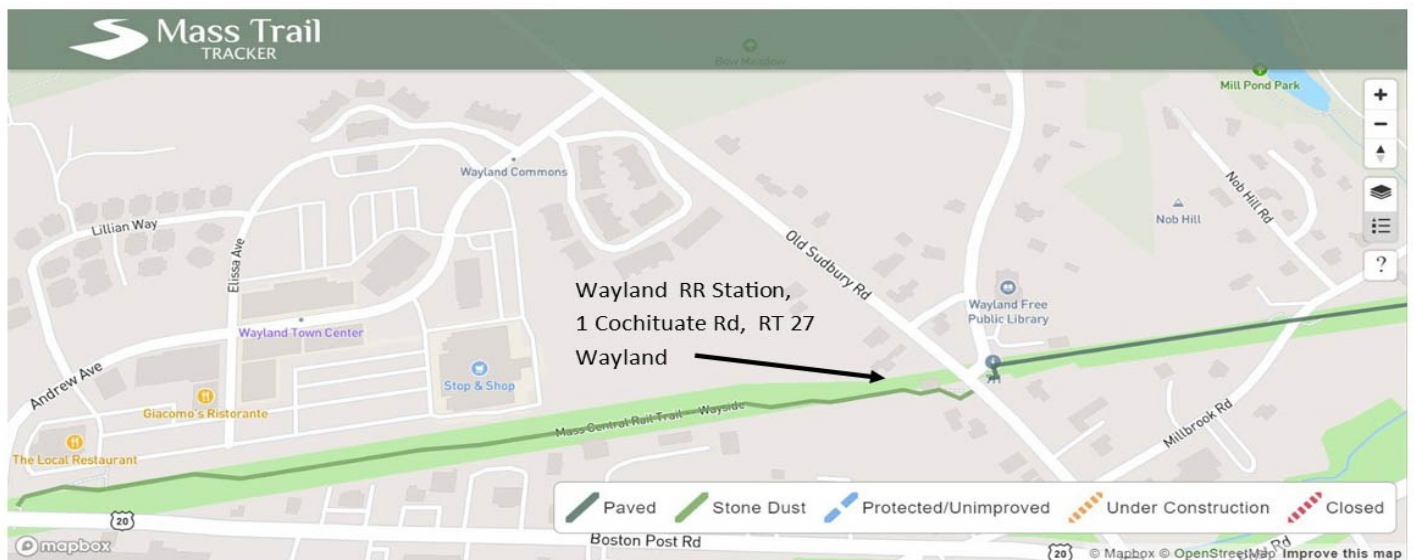 Mass Trail
TRACKER
Bow Meadow
Mill Pond Park
+
−
Wayland Commons
Nob Hill Rd
Nob Hill
Lillian Way
Elissa Ave
Old Sudbury Rd
?
Wayland RR Station,
1 Cochituate Rd, RT 27
Wayland
Wayland Free
Public Library
Wayland Town Center
Andrew Ave
Stop & Shop
Giacomo's Ristorante
Mass Central Rail Trail - Wayside
Millbrook Rd
The Local Restaurant
Paved
Stone Dust
Protected/Unimproved
Under Construction
Closed
20
Boston Post Rd
mapbox
20
© Mapbox © OpenStreetMap Improve this map
Rd